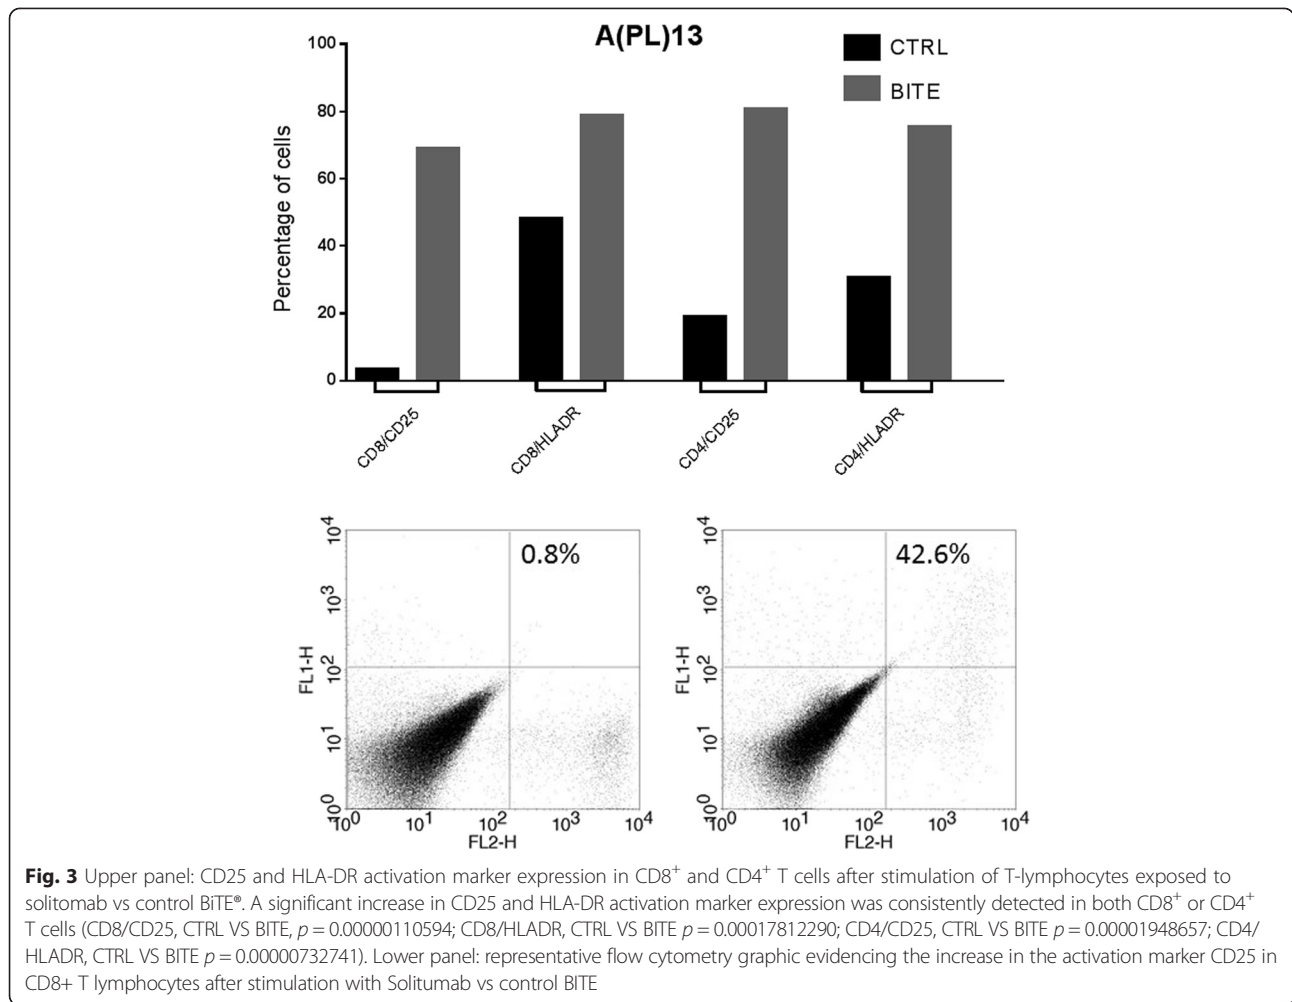 A(PL)13
CTRL
BITE
Percentage of cells
100
80
60
40
20
0
CD8/CD25
CD8/HLADR
CD4/CD25
CD4/HLADR
0.8%
FL1-H
10⁴
10³
10²
10¹
10⁰
10⁰ 10¹ 10² 10³ 10⁴
FL2-H
42.6%
FL1-H
10⁴
10³
10²
10¹
10⁰
10⁰ 10¹ 10² 10³ 10⁴
FL2-H
Fig. 3 Upper panel: CD25 and HLA-DR activation marker expression in CD8⁺ and CD4⁺ T cells after stimulation of T-lymphocytes exposed to
solitomab vs control BiTE®. A significant increase in CD25 and HLA-DR activation marker expression was consistently detected in both CD8⁺ or CD4⁺
T cells (CD8/CD25, CTRL VS BITE, p = 0.00000110594; CD8/HLADR, CTRL VS BITE p = 0.00017812290; CD4/CD25, CTRL VS BITE p = 0.00001948657; CD4/
HLADR, CTRL VS BITE p = 0.00000732741). Lower panel: representative flow cytometry graphic evidencing the increase in the activation marker CD25 in
CD8+ T lymphocytes after stimulation with Solitumab vs control BITE